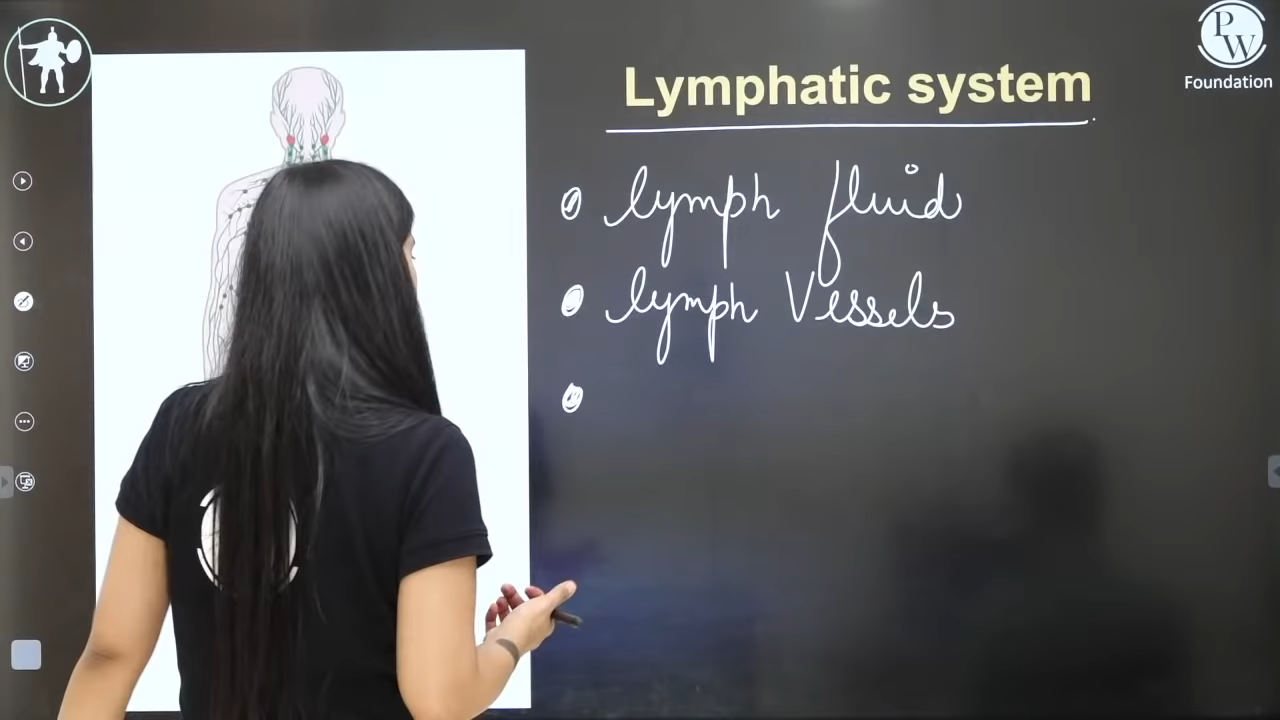 PW
Foundation
Lymphatic system
lymph fluid
lymph Vessels